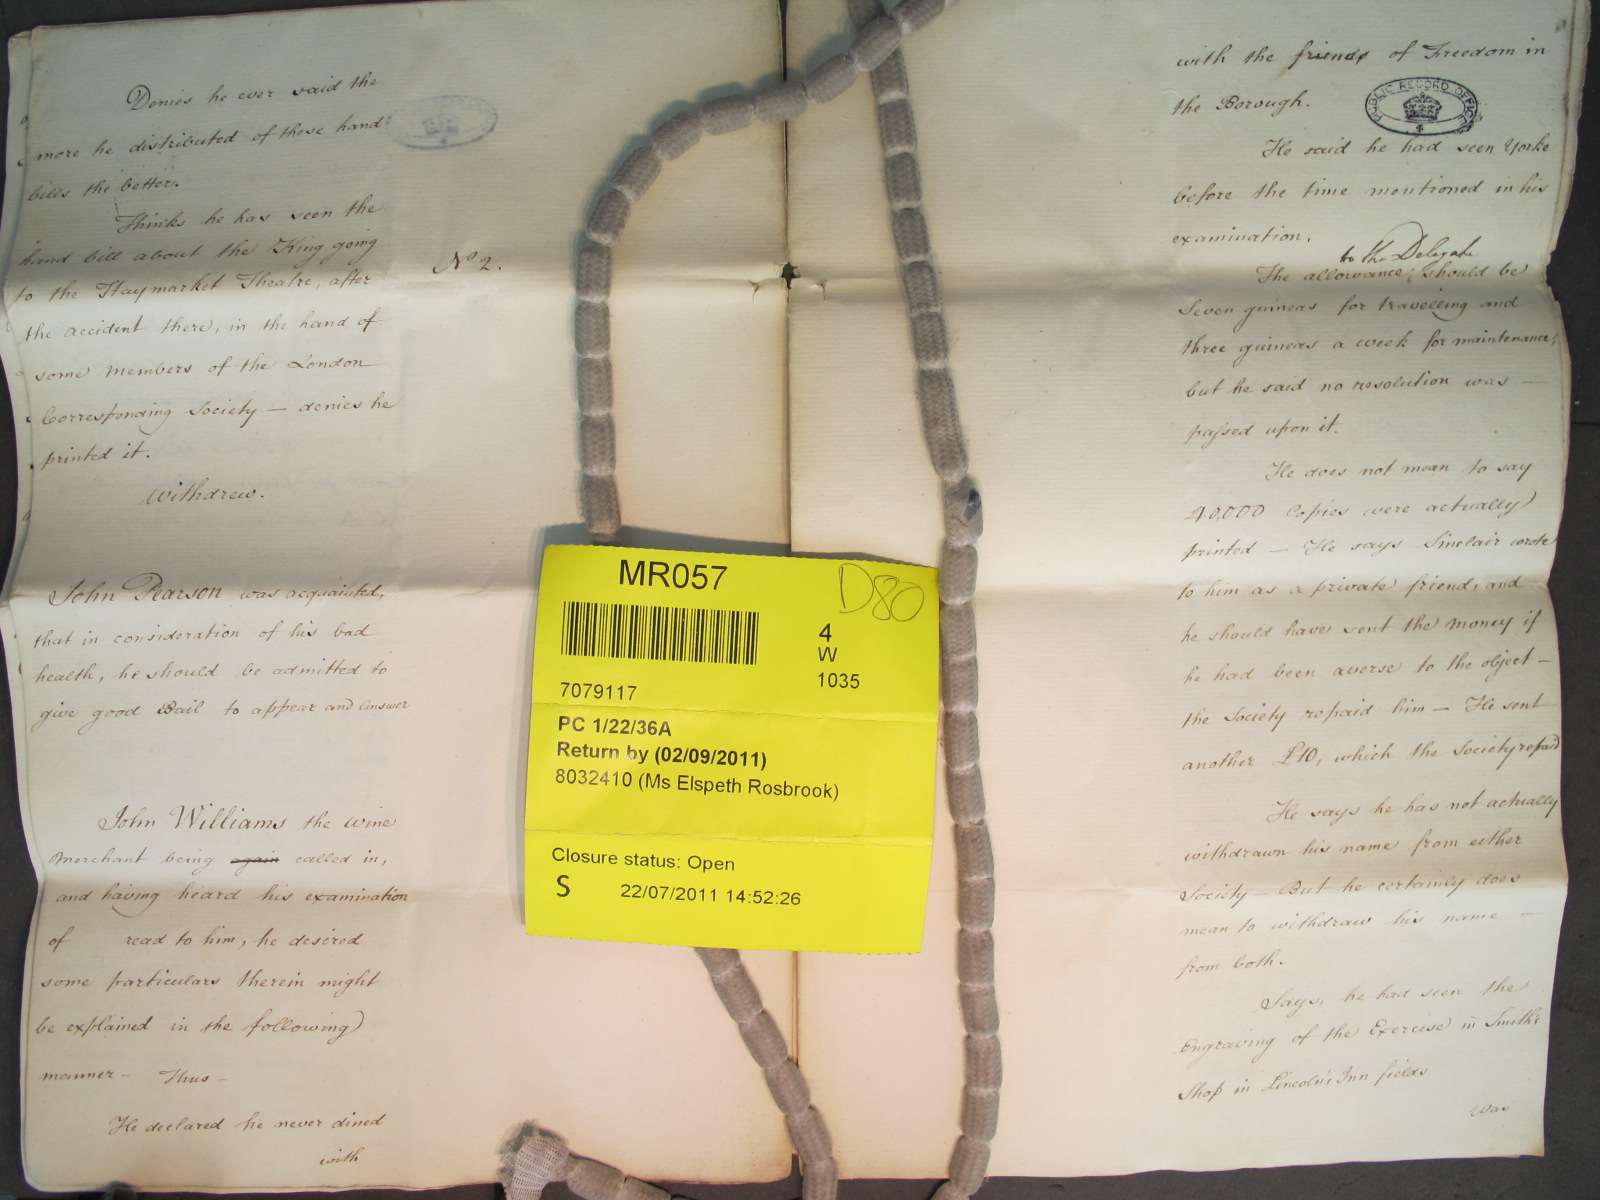 Denies he ever said the
more he distributed of those hand
bills the better.
Thinks he has seen the
hand bill about the King going
to the Haymarket Theatre, after
the accident there, in the hand of
some members of the London
Corresponding Society — denies he
printed it.
Withdrew.
John Pearson was acquainted,
that in consideration of his bad
health, he should be admitted to
give good Bail to appear and answer
John Williams the wine
Merchant being again called in,
and having heard his examination
of read to him, he desired
some particulars therein might
be explained in the following
manner — Thus —
He declared he never dined
with
No 2.
MR057
D80
4
W
1035
7079117
PC 1/22/36A
Return by (02/09/2011)
8032410 (Ms Elspeth Rosbrook)
Closure status: Open
S 22/07/2011 14:52:26
with the friends of Freedom in
the Borough.
PUBLIC RECORD OFFICE
He said he had seen Yorke
before the time mentioned in his
examination.
to the Delegate
The allowance should be
Seven guineas for travelling and
three guineas a week for maintenance,
but he said no resolution was —
passed upon it.
He does not mean to say
40,000 Copies were actually
printed — He says Sinclair wrote
to him as a private friend, and
he should have sent the money if
he had been averse to the object —
the Society repaid him — He sent
another £10, which the Society repaid
He says he has not actually
withdrawn his name from either
Society — But he certainly does
mean to withdraw his name —
from both.
Says, he had seen the
Engraving of the Exercise in Smith's
Shop in Lincoln's Inn fields
was